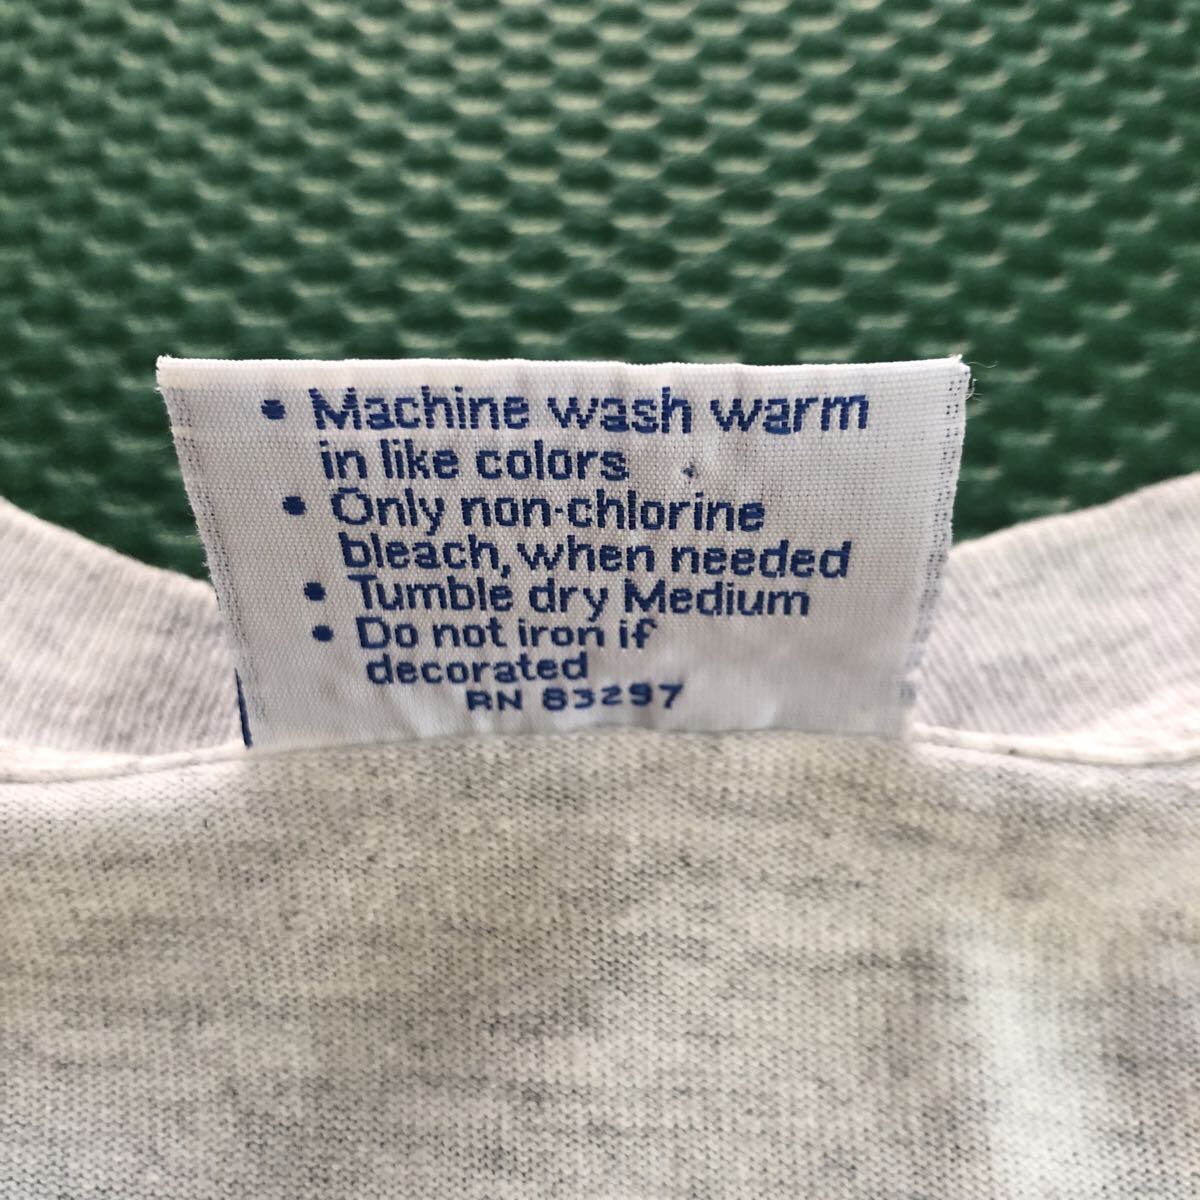 • Machine wash warm
in like colors
• Only non-chlorine
bleach, when needed
• Tumble dry Medium
• Do not iron if
decorated
RN 83297